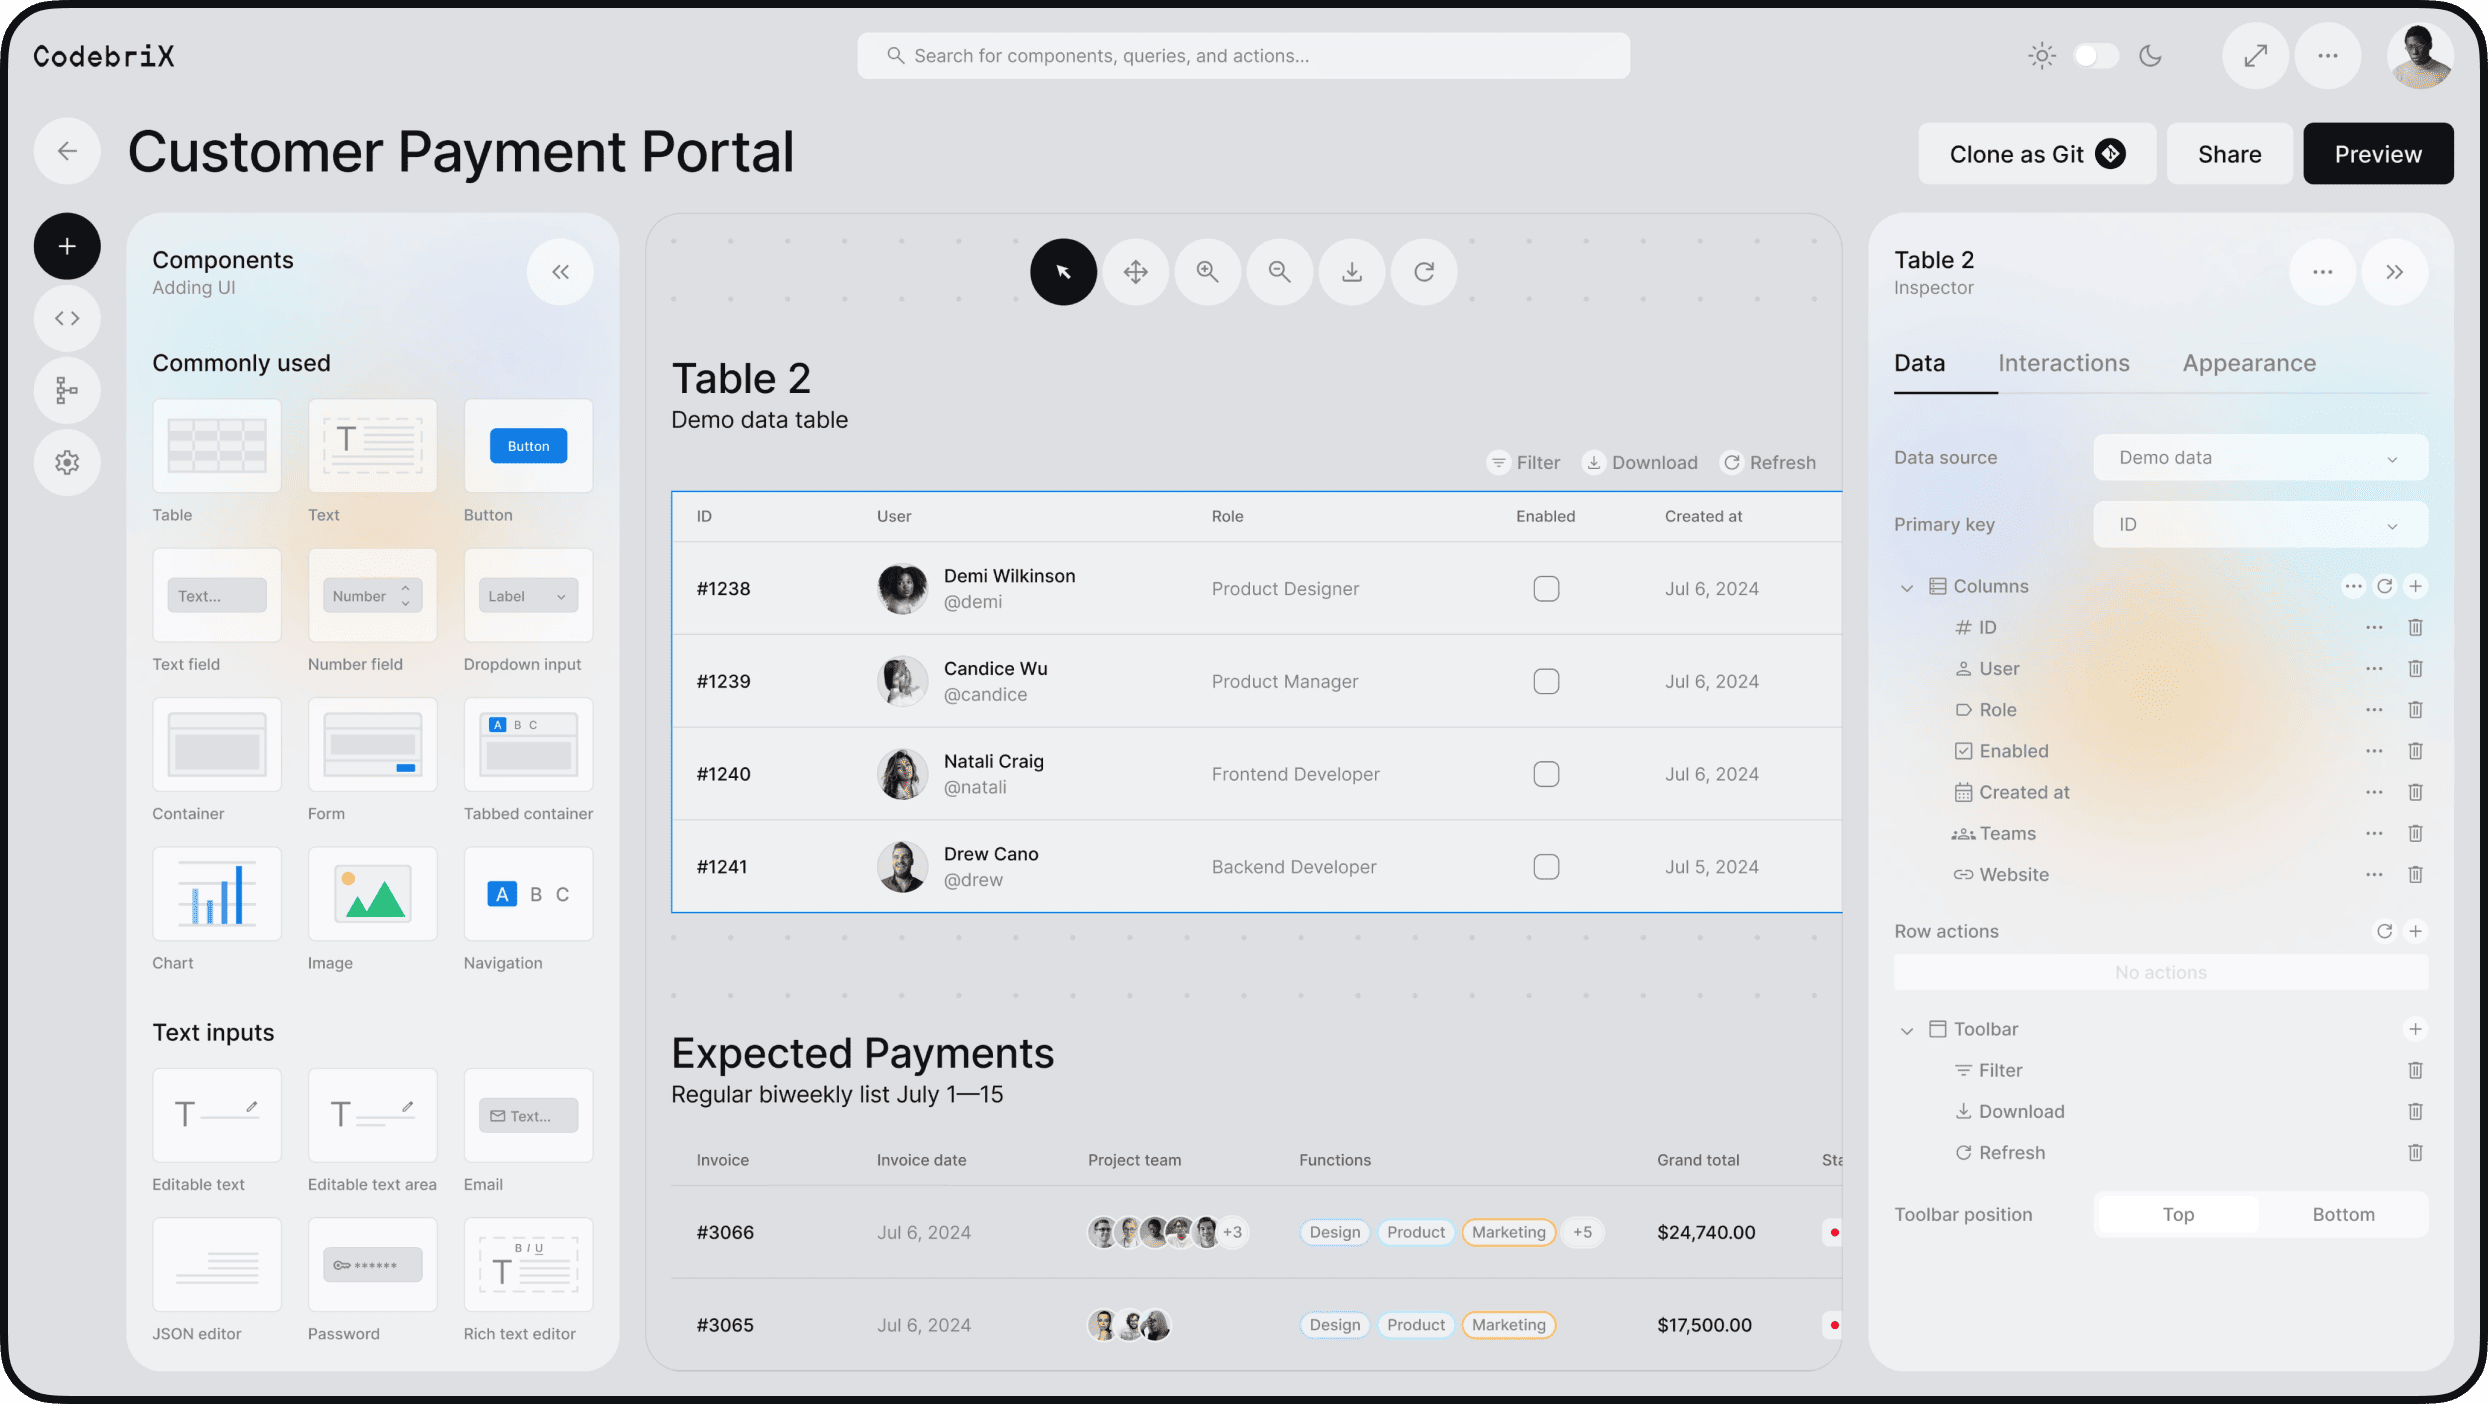 CodebriX
Search for components, queries, and actions...
Customer Payment Portal
Clone as Git
Share
Preview
Components
Adding UI
Commonly used
Button
Table
Text
Button
Text...
Number
Label
Text field
Number field
Dropdown input
A B C
Container
Form
Tabbed container
A B C
Chart
Image
Navigation
Text inputs
T
T
Text...
Editable text
Editable text area
Email
******
B I U
T
JSON editor
Password
Rich text editor
Table 2
Demo data table
Filter
Download
Refresh
ID User Role Enabled Created at
#1238 Demi Wilkinson Product Designer Jul 6, 2024
@demi
#1239 Candice Wu Product Manager Jul 6, 2024
@candice
#1240 Natali Craig Frontend Developer Jul 6, 2024
@natali
#1241 Drew Cano Backend Developer Jul 5, 2024
@drew
Expected Payments
Regular biweekly list July 1—15
Invoice Invoice date Project team Functions Grand total Sta
#3066 Jul 6, 2024 +3 Design Product Marketing +5 $24,740.00
#3065 Jul 6, 2024 Design Product Marketing $17,500.00
Table 2
Inspector
Data
Interactions
Appearance
Data source Demo data
Primary key ID
Columns
# ID
User
Role
Enabled
Created at
Teams
Website
Row actions
No actions
Toolbar
Filter
Download
Refresh
Toolbar position Top Bottom